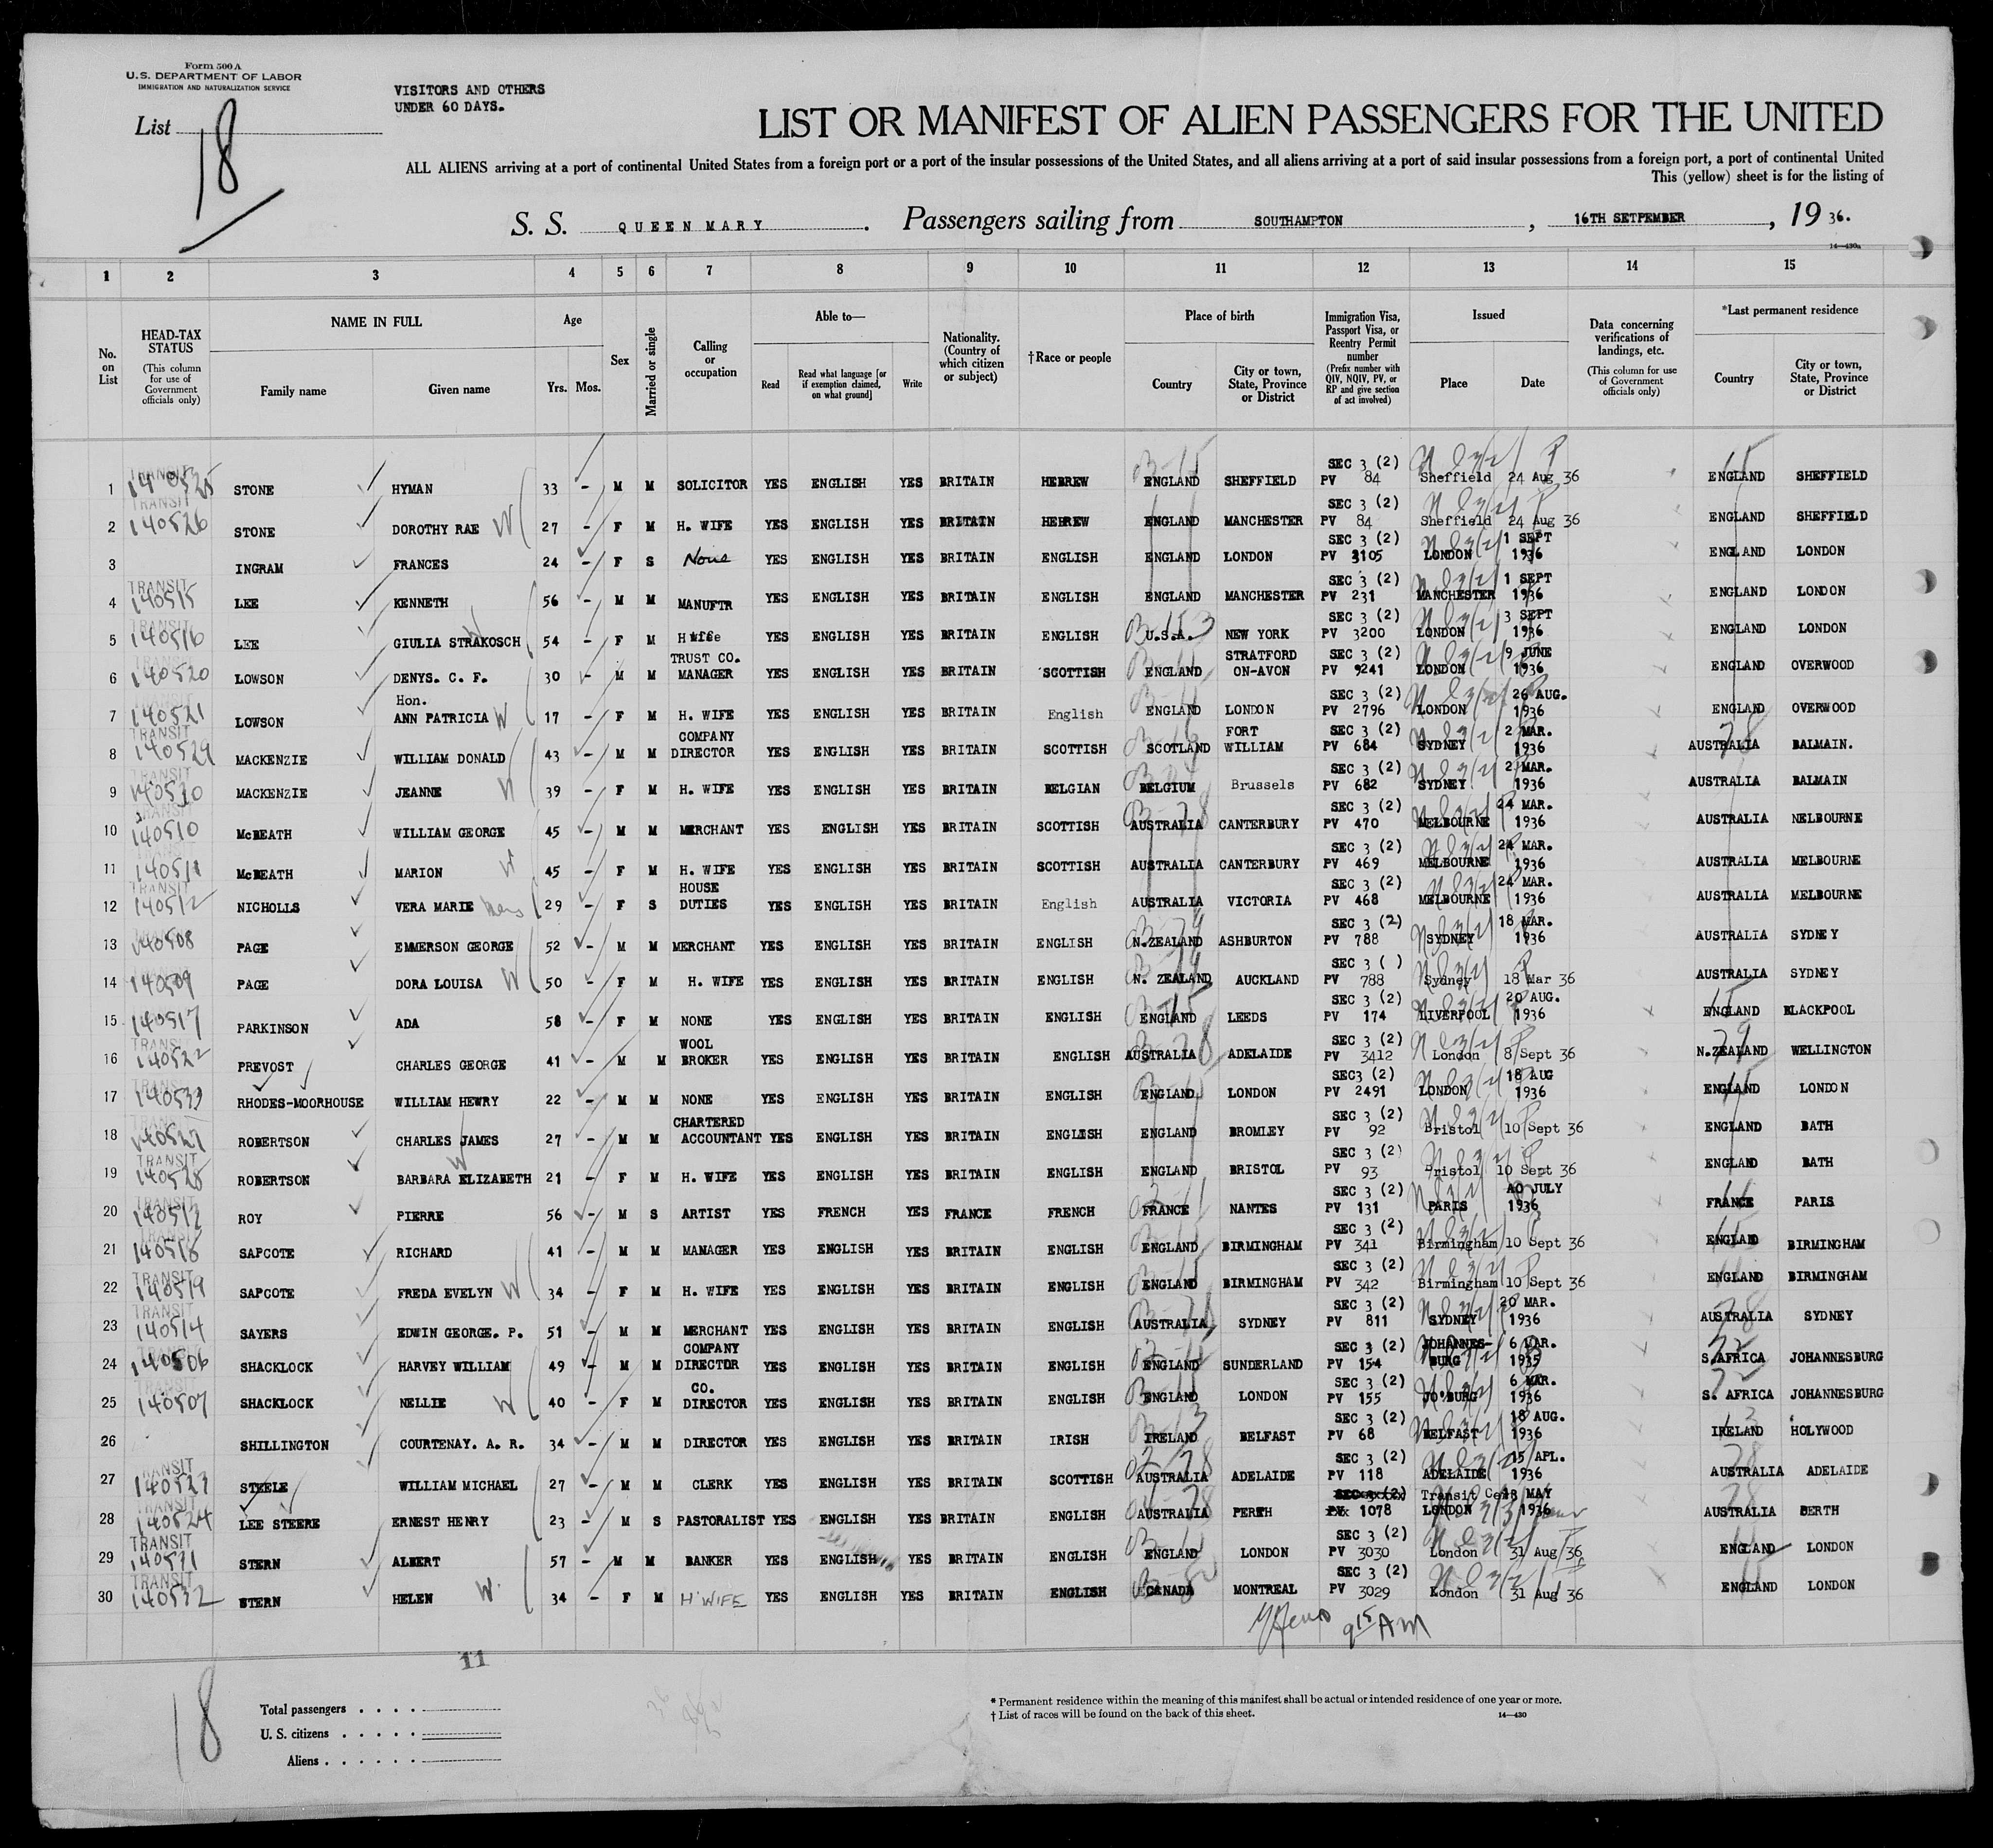 Form 500 A
U.S. DEPARTMENT OF LABOR
IMMIGRATION AND NATURALIZATION SERVICE
VISITORS AND OTHERS
UNDER 60 DAYS.
List 18
LIST OR MANIFEST OF ALIEN PASSENGERS FOR THE UNITED
ALL ALIENS arriving at a port of continental United States from a foreign port or a port of the insular possessions of the United States, and all aliens arriving at a port of said insular possessions from a foreign port, a port of continental United
This (yellow) sheet is for the listing of
S. S. QUEEN MARY . Passengers sailing from SOUTHAMPTON , 16TH SETPEMBER , 19 36.
14—430a
1 2 3 4 5 6 7 8 9 10 11 12 13 14 15
No. on List
HEAD-TAX STATUS (This column for use of Government officials only)
NAME IN FULL Family name Given name
Age Yrs. Mos.
Sex
Married or single
Calling or occupation
Able to— Read Read what language [or if exemption claimed, on what ground] Write
Nationality. (Country of which citizen or subject)
†Race or people
Place of birth Country City or town, State, Province or District
Immigration Visa, Passport Visa, or Reentry Permit number (Prefix number with QIV, NQIV, PV, or RP and give section of act involved)
Issued Place Date
Data concerning verifications of landings, etc. (This column for use of Government officials only)
*Last permanent residence Country City or town, State, Province or District
1 TRANSIT 140525 STONE HYMAN 33 - M M SOLICITOR YES ENGLISH YES BRITAIN HEBREW ENGLAND SHEFFIELD SEC 3 (2) PV 84 Sheffield 24 Aug 36 ENGLAND SHEFFIELD
2 TRANSIT 140526 STONE DOROTHY RAE W 27 - F M H. WIFE YES ENGLISH YES BRITAIN HEBREW ENGLAND MANCHESTER SEC 3 (2) PV 84 Sheffield 24 Aug 36 ENGLAND SHEFFIELD
3 INGRAM FRANCES 24 - F S None YES ENGLISH YES BRITAIN ENGLISH ENGLAND LONDON SEC 3 (2) PV 3105 LONDON 1 SEPT 1936 ENGLAND LONDON
4 TRANSIT 140515 LEE KENNETH 56 - M M MANUFTR YES ENGLISH YES BRITAIN ENGLISH ENGLAND MANCHESTER SEC 3 (2) PV 231 MANCHESTER 1 SEPT 1936 ENGLAND LONDON
5 140516 LEE GIULIA STRAKOSCH W 54 - F M YES ENGLISH YES BRITAIN ENGLISH U.S.A. NEW YORK SEC 3 (2) PV 3200 LONDON 3 SEPT 1936 ENGLAND LONDON
6 140520 LOWSON DENYS. C. F. 30 - M M TRUST CO. MANAGER YES ENGLISH YES BRITAIN SCOTTISH ENGLAND STRATFORD ON-AVON SEC 3 (2) PV 9241 LONDON 9 JUNE 1936 ENGLAND OVERWOOD
7 140521 LOWSON Hon. ANN PATRICIA W 17 - F M H. WIFE YES ENGLISH YES BRITAIN English ENGLAND LONDON SEC 3 (2) PV 2796 LONDON 26 AUG. 1936 ENGLAND OVERWOOD
8 TRANSIT 140529 MACKENZIE WILLIAM DONALD 43 - M M COMPANY DIRECTOR YES ENGLISH YES BRITAIN SCOTTISH SCOTLAND FORT WILLIAM SEC 3 (2) PV 684 SYDNEY 2 MAR. 1936 AUSTRALIA BALMAIN.
9 TRANSIT 140530 MACKENZIE JEANNE W 39 - F M H. WIFE YES ENGLISH YES BRITAIN BELGIAN BELGIUM Brussels SEC 3 (2) PV 682 SYDNEY 2 MAR. 1936 AUSTRALIA BALMAIN
10 TRANSIT 140510 McBEATH WILLIAM GEORGE 45 - M M MERCHANT YES ENGLISH YES BRITAIN SCOTTISH AUSTRALIA CANTERBURY SEC 3 (2) PV 470 MELBOURNE 24 MAR. 1936 AUSTRALIA MELBOURNE
11 140511 McBEATH MARION W 45 - F M H. WIFE YES ENGLISH YES BRITAIN SCOTTISH AUSTRALIA CANTERBURY SEC 3 (2) PV 469 MELBOURNE 24 MAR. 1936 AUSTRALIA MELBOURNE
12 TRANSIT 140512 NICHOLLS VERA MARIE 29 - F S HOUSE DUTIES YES ENGLISH YES BRITAIN English AUSTRALIA VICTORIA SEC 3 (2) PV 468 MELBOURNE 24 MAR. 1936 AUSTRALIA MELBOURNE
13 140508 PAGE EMMERSON GEORGE 52 - M M MERCHANT YES ENGLISH YES BRITAIN ENGLISH N.ZEALAND ASHBURTON SEC 3 (2) PV 788 SYDNEY 18 MAR. 1936 AUSTRALIA SYDNEY
14 140509 PAGE DORA LOUISA W 50 - F M H. WIFE YES ENGLISH YES BRITAIN ENGLISH N. ZEALAND AUCKLAND SEC 3 ( ) PV 788 Sydney 18 Mar 36 AUSTRALIA SYDNEY
15 140517 PARKINSON ADA 58 - F M NONE YES ENGLISH YES BRITAIN ENGLISH ENGLAND LEEDS SEC 3 (2) PV 174 LIVERPOOL 20 AUG. 1936 ENGLAND BLACKPOOL
16 TRANSIT 140522 PREVOST CHARLES GEORGE 41 - M M WOOL BROKER YES ENGLISH YES BRITAIN ENGLISH AUSTRALIA ADELAIDE SEC 3 (2) PV 3412 London 8 Sept 36 N.ZEALAND WELLINGTON
17 TRANSIT 140533 RHODES-MOORHOUSE WILLIAM HEWRY 22 - M M NONE YES ENGLISH YES BRITAIN ENGLISH ENGLAND LONDON SEC3 (2) PV 2491 LONDON 18 AUG 1936 ENGLAND LONDON
18 140527 ROBERTSON CHARLES JAMES 27 - M M CHARTERED ACCOUNTANT YES ENGLISH YES BRITAIN ENGLISH ENGLAND BROMLEY SEC 3 (2) PV 92 Bristol 10 Sept 36 ENGLAND BATH
19 TRANSIT 140528 ROBERTSON BARBARA ELIZABETH W 21 - F M H. WIFE YES ENGLISH YES BRITAIN ENGLISH ENGLAND BRISTOL SEC 3 (2) PV 93 Bristol 10 Sept 36 ENGLAND BATH
20 TRANSIT ROY PIERRE 56 - M S ARTIST YES FRENCH YES FRANCE FRENCH FRANCE NANTES SEC 3 (2) PV 131 PARIS JULY 1936 FRANCE PARIS
21 TRANSIT 140518 SAPCOTE RICHARD 41 - M M MANAGER YES ENGLISH YES BRITAIN ENGLISH ENGLAND BIRMINGHAM SEC 3 (2) PV 341 Birmingham 10 Sept 36 ENGLAND BIRMINGHAM
22 TRANSIT 140519 SAPCOTE FREDA EVELYN W 34 - F M H. WIFE YES ENGLISH YES BRITAIN ENGLISH ENGLAND BIRMINGHAM SEC 3 (2) PV 342 Birmingham 10 Sept 36 ENGLAND BIRMINGHAM
23 TRANSIT 140514 SAYERS EDWIN GEORGE. P. 51 - M M MERCHANT YES ENGLISH YES BRITAIN ENGLISH AUSTRALIA SYDNEY SEC 3 (2) PV 811 SYDNEY 20 MAR. 1936 AUSTRALIA SYDNEY
24 140506 SHACKLOCK HARVEY WILLIAM 49 - M M COMPANY DIRECTOR YES ENGLISH YES BRITAIN ENGLISH ENGLAND SUNDERLAND SEC 3 (2) PV 154 JOHANNES- BURG 6 MAR. 1935 S.AFRICA JOHANNESBURG
25 140507 SHACKLOCK NELLIE W 40 - F M CO. DIRECTOR YES ENGLISH YES BRITAIN ENGLISH ENGLAND LONDON SEC 3 (2) PV 155 JO'BURG 6 MAR. 1936 S. AFRICA JOHANNESBURG
26 SHILLINGTON COURTENAY. A. R. 34 - M M DIRECTOR YES ENGLISH YES BRITAIN IRISH IRELAND BELFAST SEC 3 (2) PV 68 BELFAST 18 AUG. 1936 IRELAND HOLYWOOD
27 TRANSIT 140523 STEELE WILLIAM MICHAEL 27 - M M CLERK YES ENGLISH YES BRITAIN SCOTTISH AUSTRALIA ADELAIDE SEC 3 (2) PV 118 ADELAIDE 15 APL. 1936 AUSTRALIA ADELAIDE
28 TRANSIT 140524 LEE STEERE ERNEST HENRY 23 - M S PASTORALIST YES ENGLISH YES BRITAIN ENGLISH AUSTRALIA PERTH 1078 Transit LONDON MAY 1936 AUSTRALIA PERTH
29 TRANSIT 140531 STERN ALBERT 57 - M M BANKER YES ENGLISH YES BRITAIN ENGLISH ENGLAND LONDON SEC 3 (2) PV 3030 London 31 Aug 36 ENGLAND LONDON
30 TRANSIT 140532 STERN HELEN W. 34 - F M H'WIFE YES ENGLISH YES BRITAIN ENGLISH CANADA MONTREAL SEC 3 (2) PV 3029 London 31 Aug 36 ENGLAND LONDON
9 15 AM
11
18
Total passengers . . . .
U. S. citizens . . . . .
Aliens . . . . . .
* Permanent residence within the meaning of this manifest shall be actual or intended residence of one year or more.
† List of races will be found on the back of this sheet.
14—430